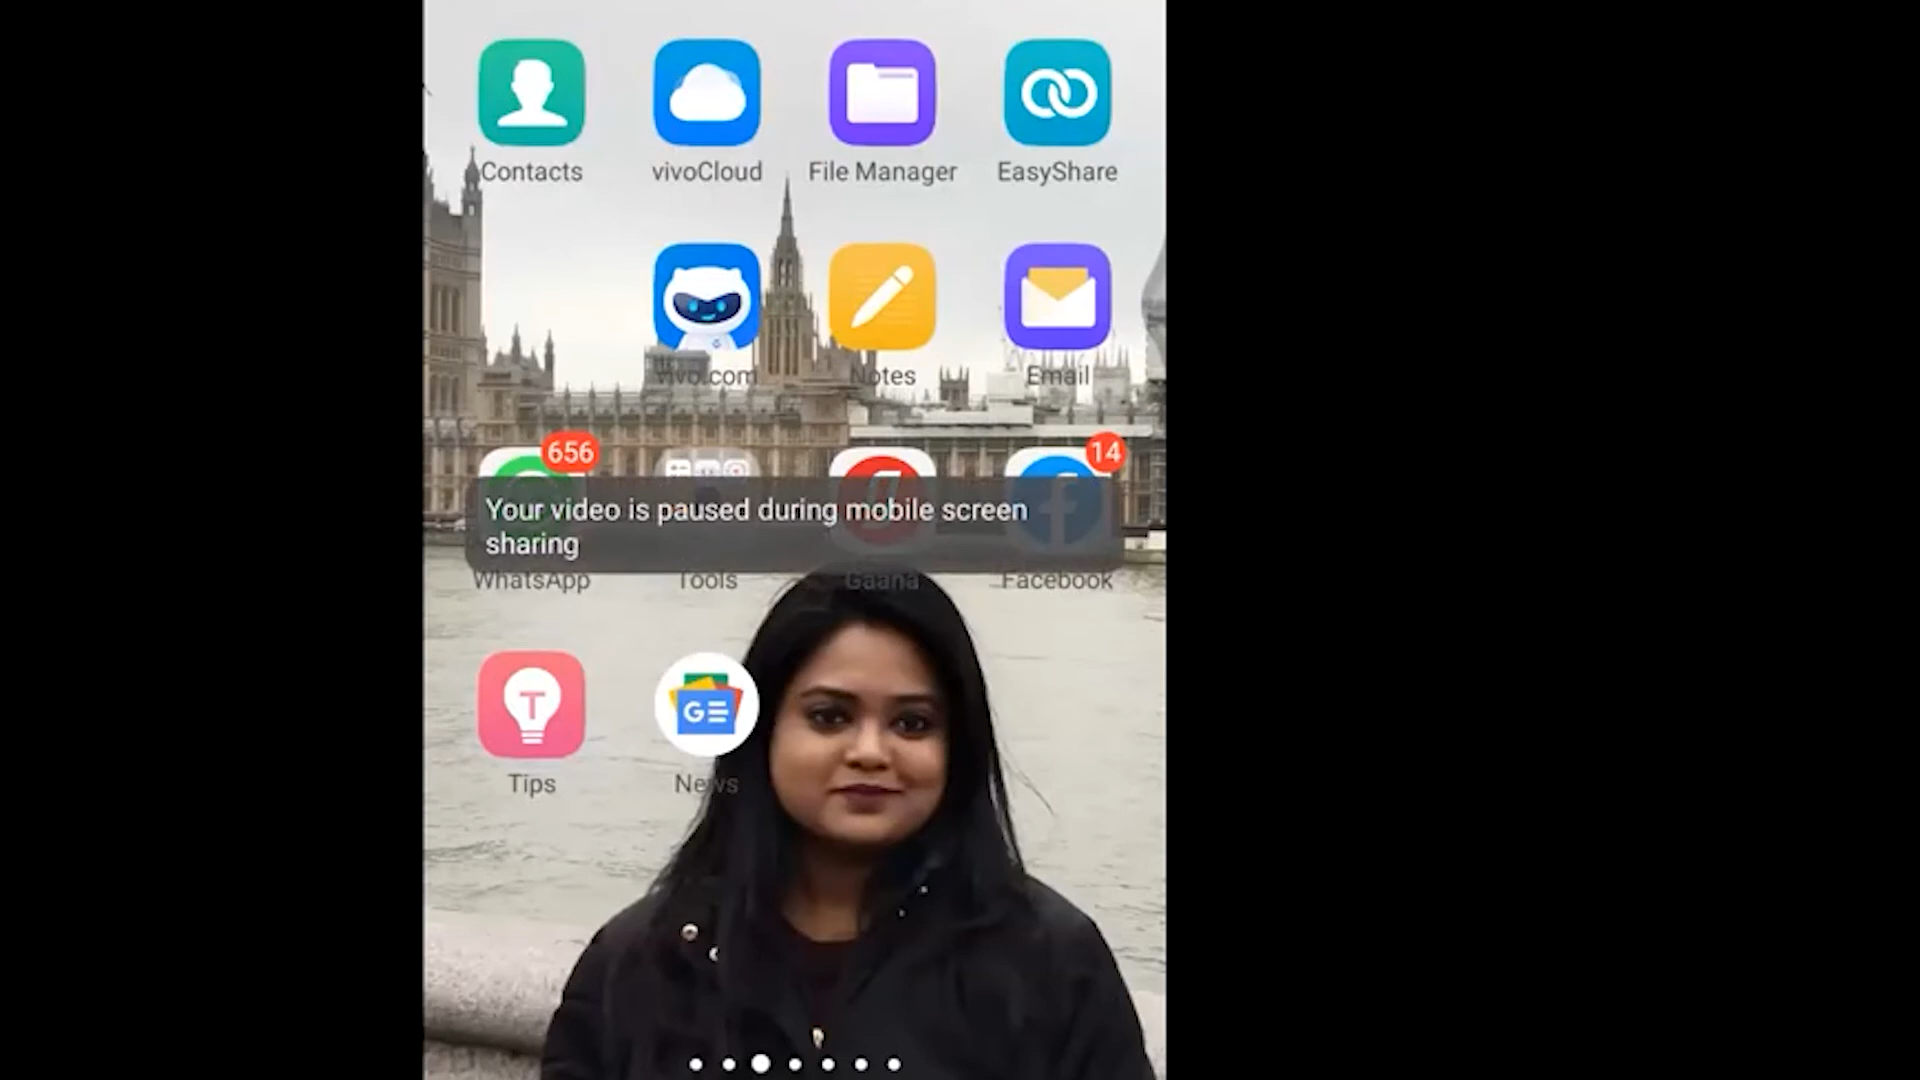 Contacts vivoCloud File Manager EasyShare
vivo.com Notes Email
656 14
Your video is paused during mobile screen
sharing
WhatsApp Tools Gaana Facebook
T GE
Tips News